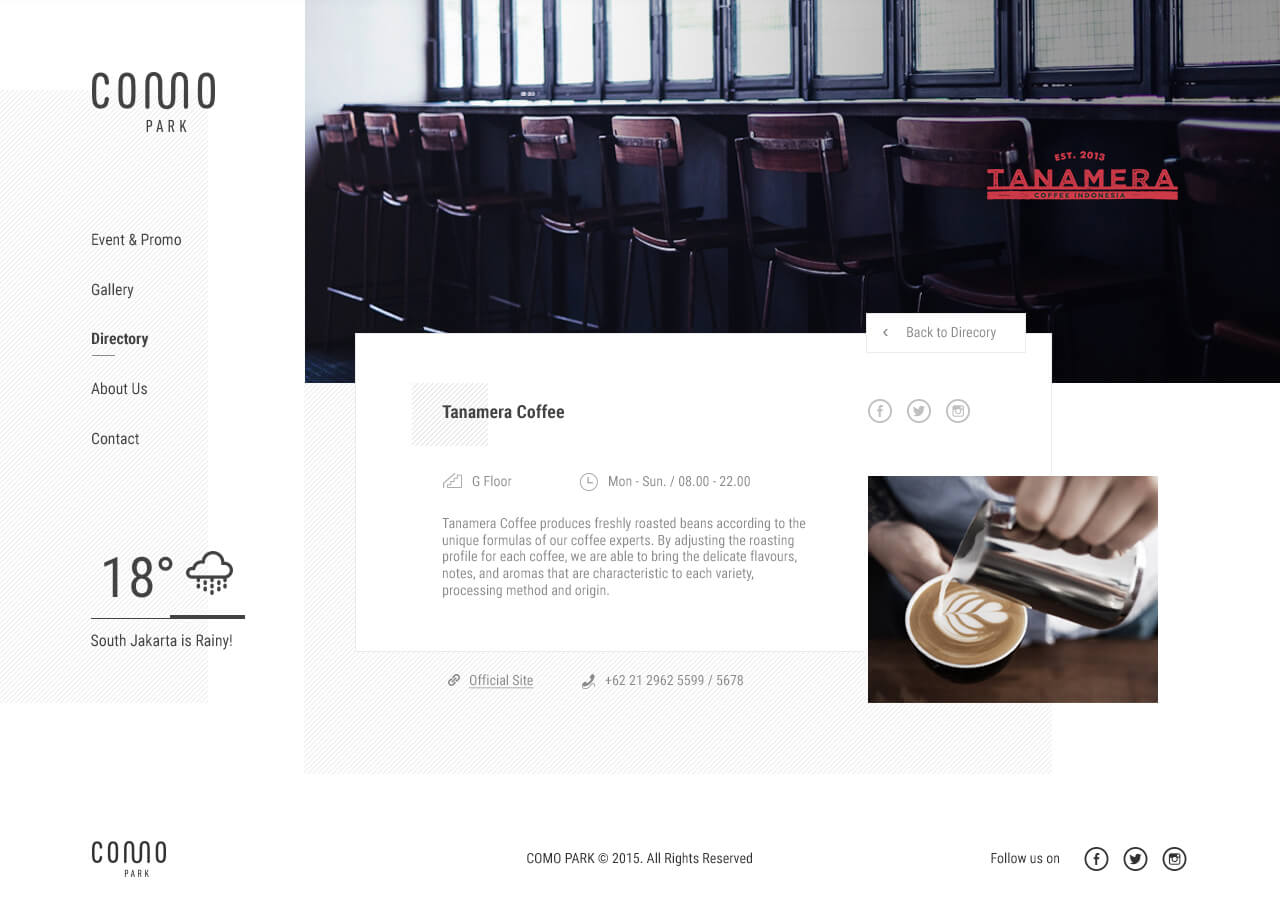 COMO
PARK
Event & Promo
Gallery
Directory
About Us
Contact
18°
South Jakarta is Rainy!
EST. 2013
TANAMERA
COFFEE INDONESIA
Back to Direcory
Tanamera Coffee
G Floor
Mon - Sun. / 08.00 - 22.00
Tanamera Coffee produces freshly roasted beans according to the
unique formulas of our coffee experts. By adjusting the roasting
profile for each coffee, we are able to bring the delicate flavours,
notes, and aromas that are characteristic to each variety,
processing method and origin.
Official Site
+62 21 2962 5599 / 5678
COMO
PARK
COMO PARK © 2015. All Rights Reserved
Follow us on